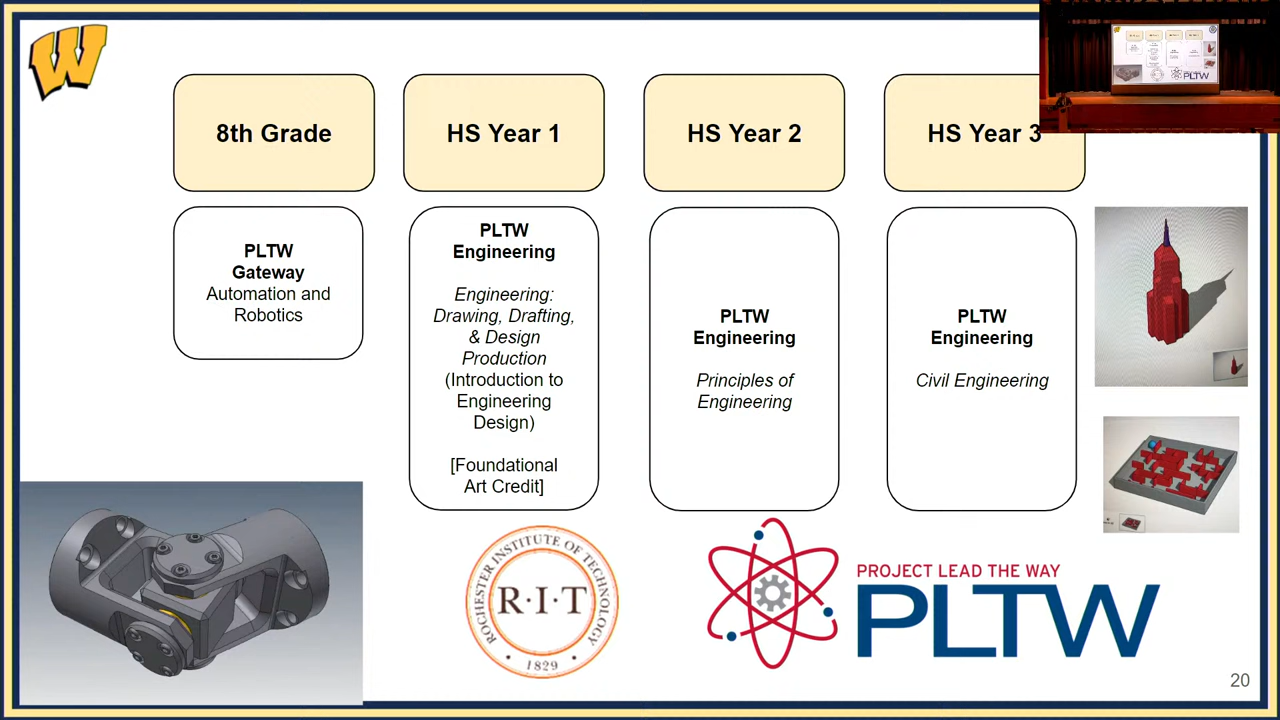 W
8th Grade
HS Year 1
HS Year 2
HS Year 3
PLTW
Gateway
Automation and
Robotics
PLTW
Engineering
Engineering:
Drawing, Drafting,
& Design
Production
(Introduction to
Engineering
Design)
[Foundational
Art Credit]
PLTW
Engineering
Principles of
Engineering
PLTW
Engineering
Civil Engineering
ROCHESTER INSTITUTE OF TECHNOLOGY
R·I·T
• 1829 •
PROJECT LEAD THE WAY
PLTW
20
PLTW